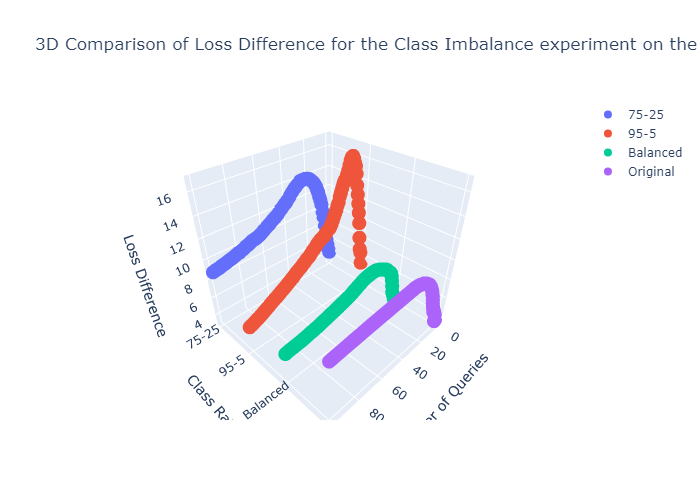 3D Comparison of Loss Difference for the Class Imbalance experiment on the
75-25
95-5
Balanced
Original
16
14
12
10
8
6
4
Loss Difference
75-25
95-5
Balanced
Class
0
20
40
60
80
of Queries